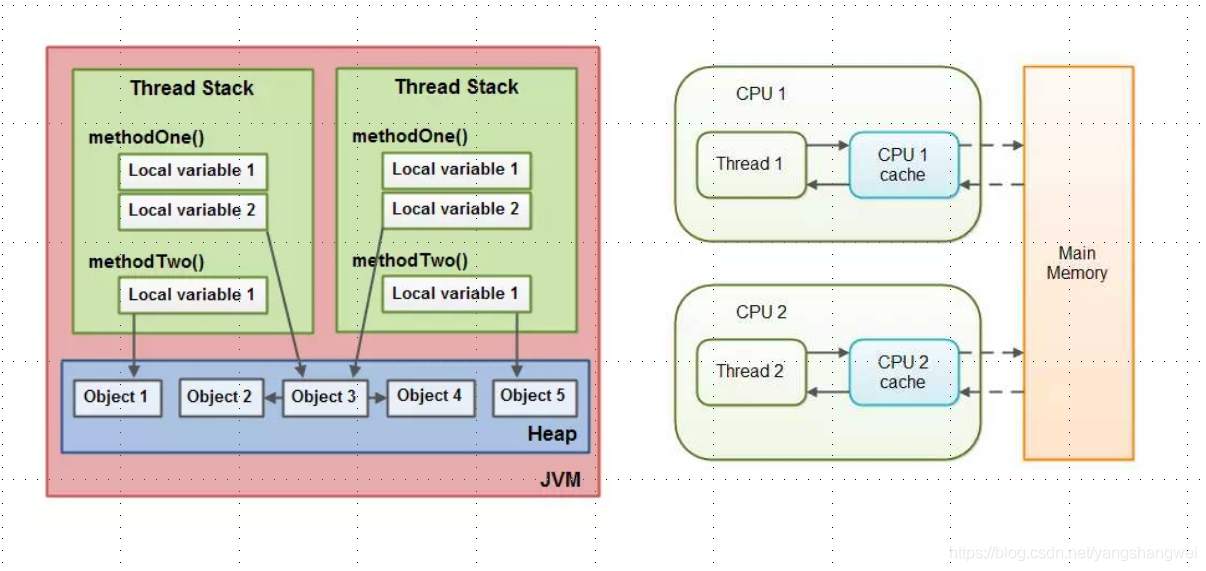 Thread Stack
methodOne()
Local variable 1
Local variable 2
methodTwo()
Local variable 1
Thread Stack
methodOne()
Local variable 1
Local variable 2
methodTwo()
Local variable 1
Object 1
Object 2
Object 3
Object 4
Object 5
Heap
JVM
CPU 1
Thread 1
CPU 1
cache
CPU 2
Thread 2
CPU 2
cache
Main
Memory
https://blog.csdn.net/yangshangwei